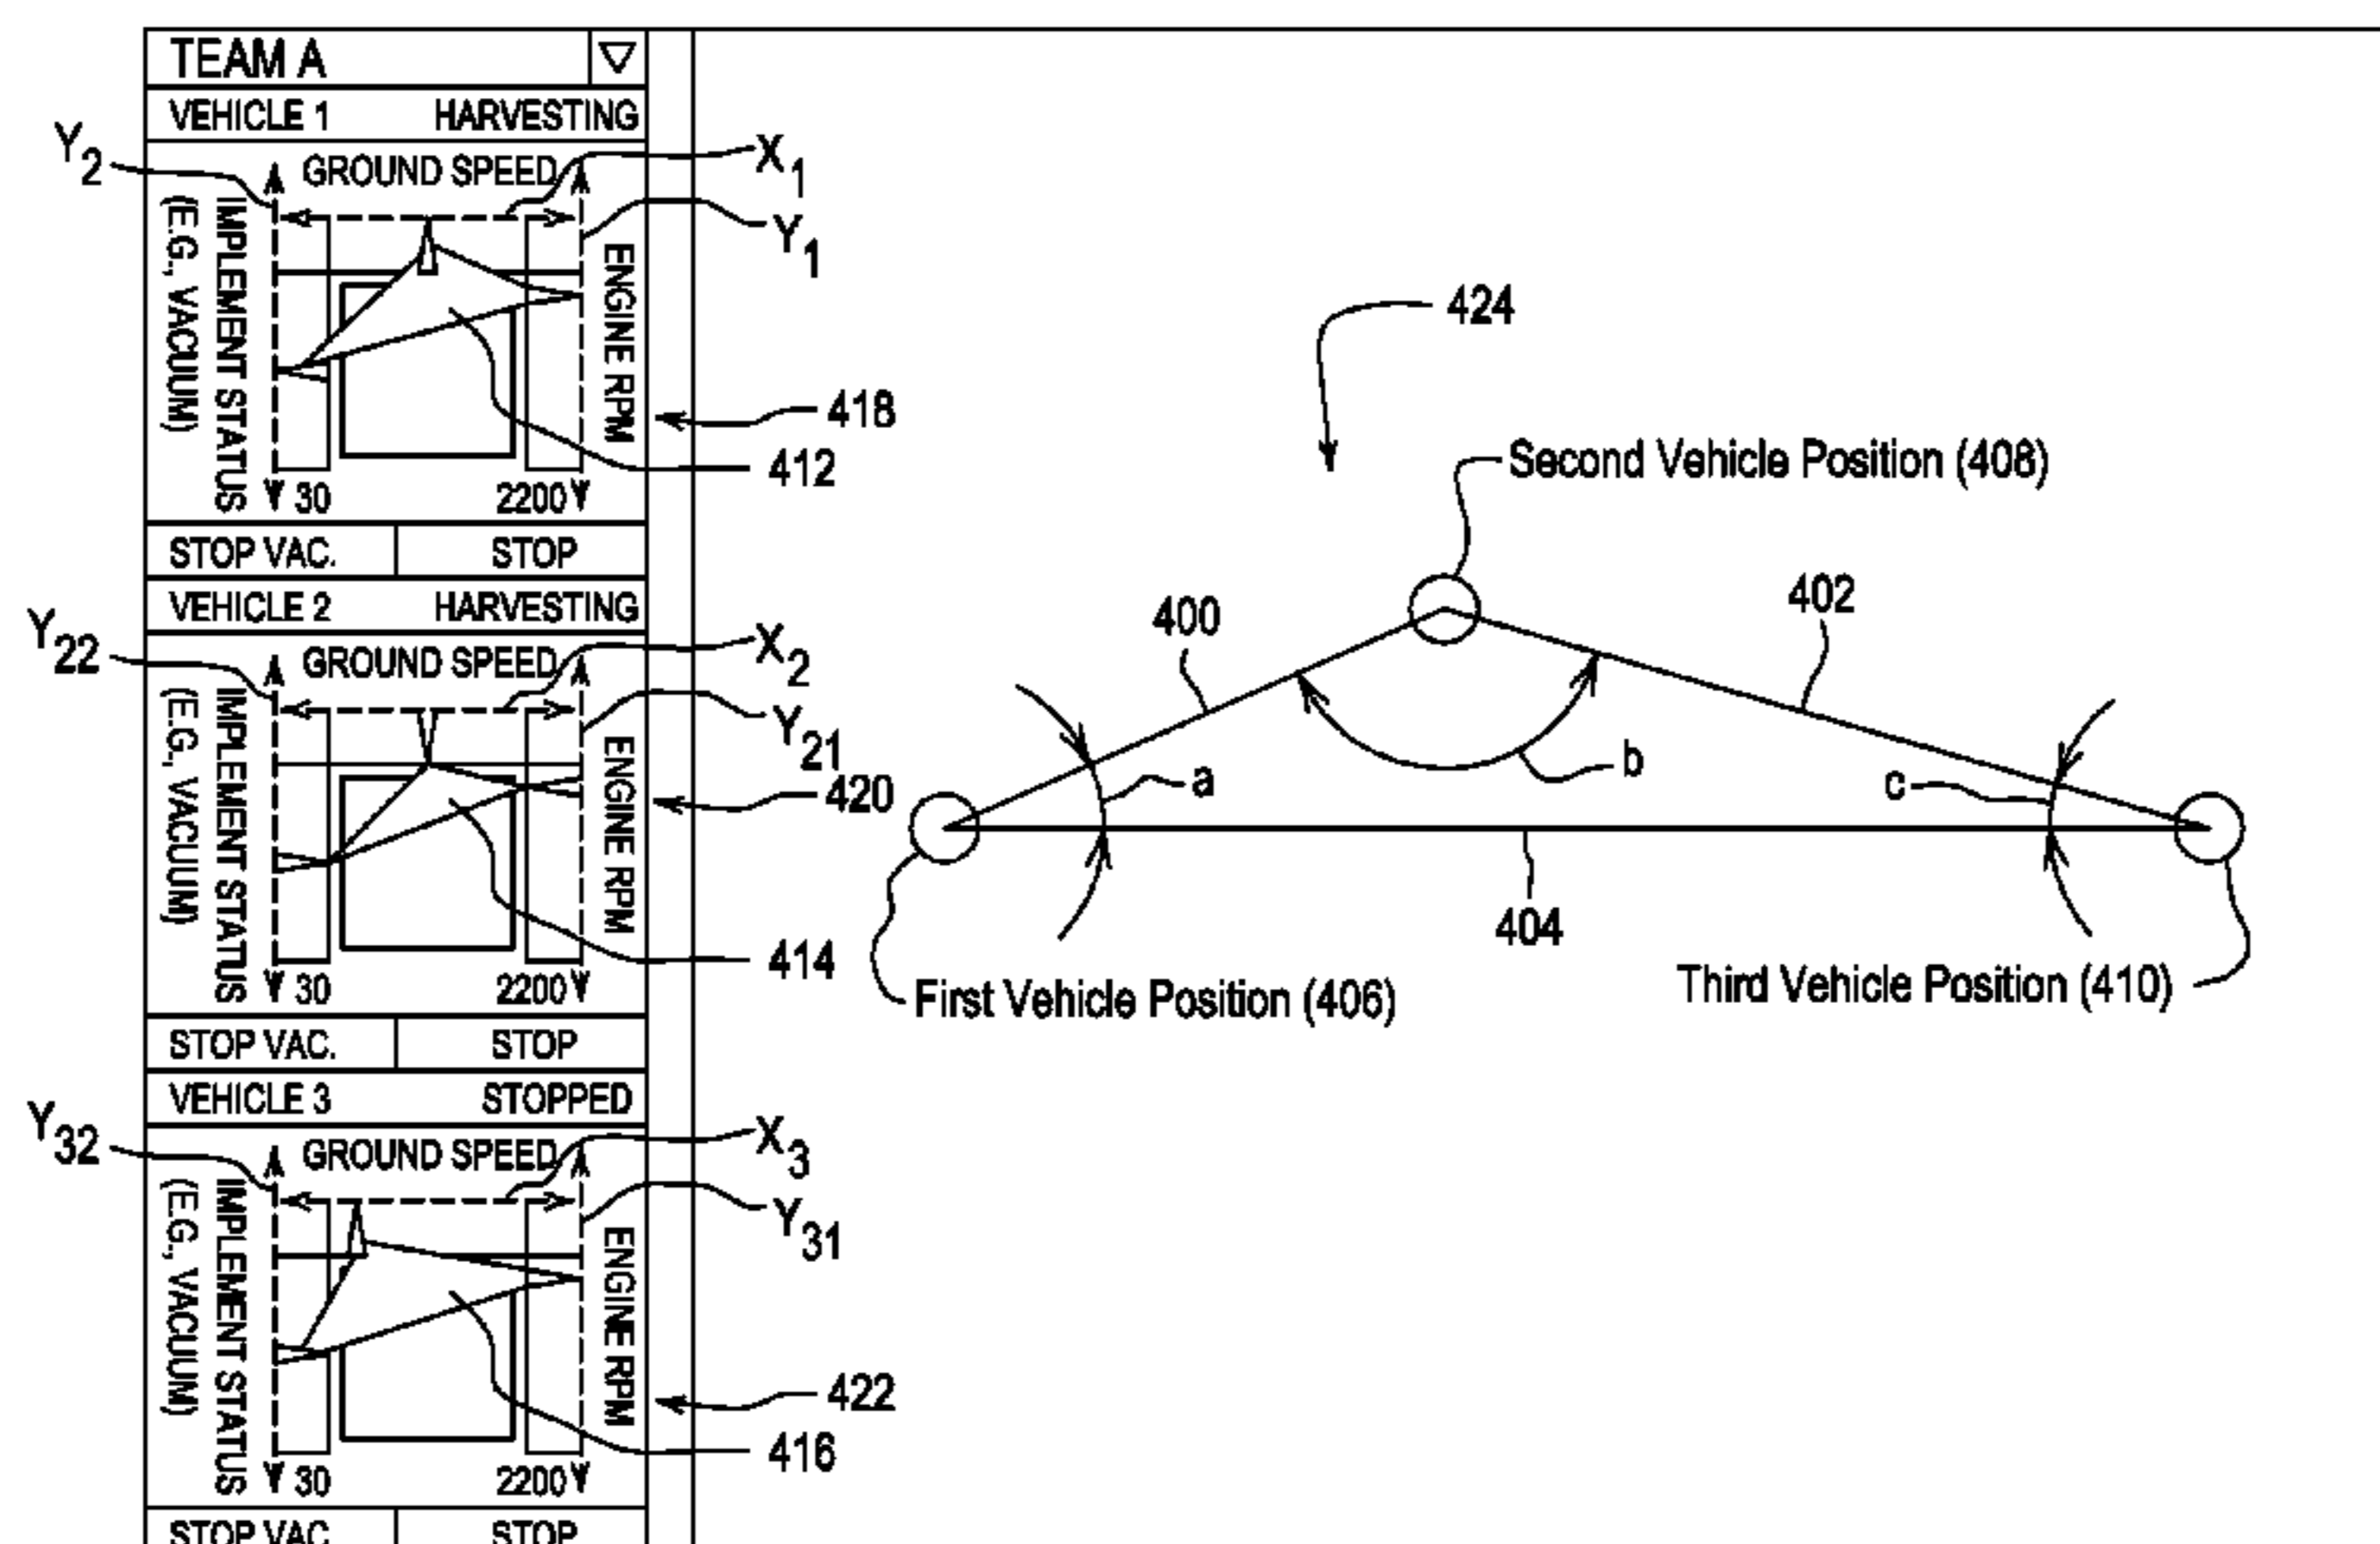 TEAM A
VEHICLE 1 HARVESTING
Y2
GROUND SPEED
X1
Y1
IMPLEMENT STATUS
(E.G., VACUUM)
ENGINE RPM
418
412
30 2200
STOP VAC. STOP
VEHICLE 2 HARVESTING
Y22
GROUND SPEED
X2
Y21
IMPLEMENT STATUS
(E.G., VACUUM)
ENGINE RPM
420
414
30 2200
STOP VAC. STOP
VEHICLE 3 STOPPED
Y32
GROUND SPEED
X3
Y31
IMPLEMENT STATUS
(E.G., VACUUM)
ENGINE RPM
422
416
30 2200
STOP VAC. STOP
424
Second Vehicle Position (408)
400
402
a
b
c
404
First Vehicle Position (406)
Third Vehicle Position (410)